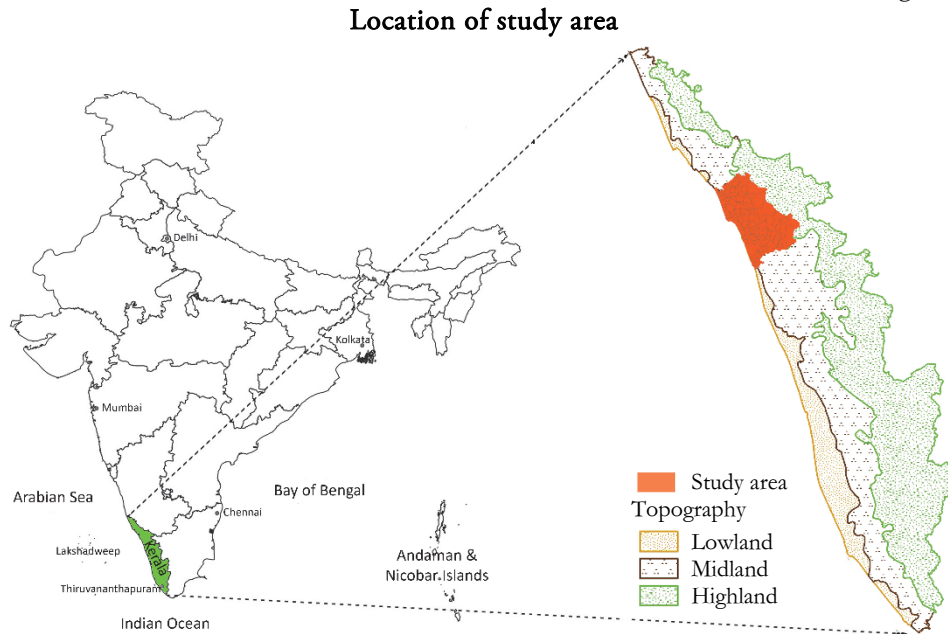 Location of study area
Delhi
Kolkata
Mumbai
Arabian Sea
Bay of Bengal
Chennai
Lakshadweep
Kerala
Andaman &
Nicobar Islands
Thiruvananthapuram
Indian Ocean
Study area
Topography
Lowland
Midland
Highland